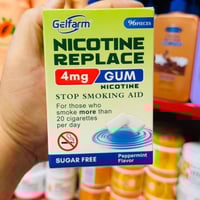 Gelfarm
96PIECES
NICOTINE
REPLACE
4mg GUM
NICOTINE
STOP SMOKING AID
For those who
smoke more than
20 cigarettes
per day
SUGAR FREE
Peppermint
Flavor